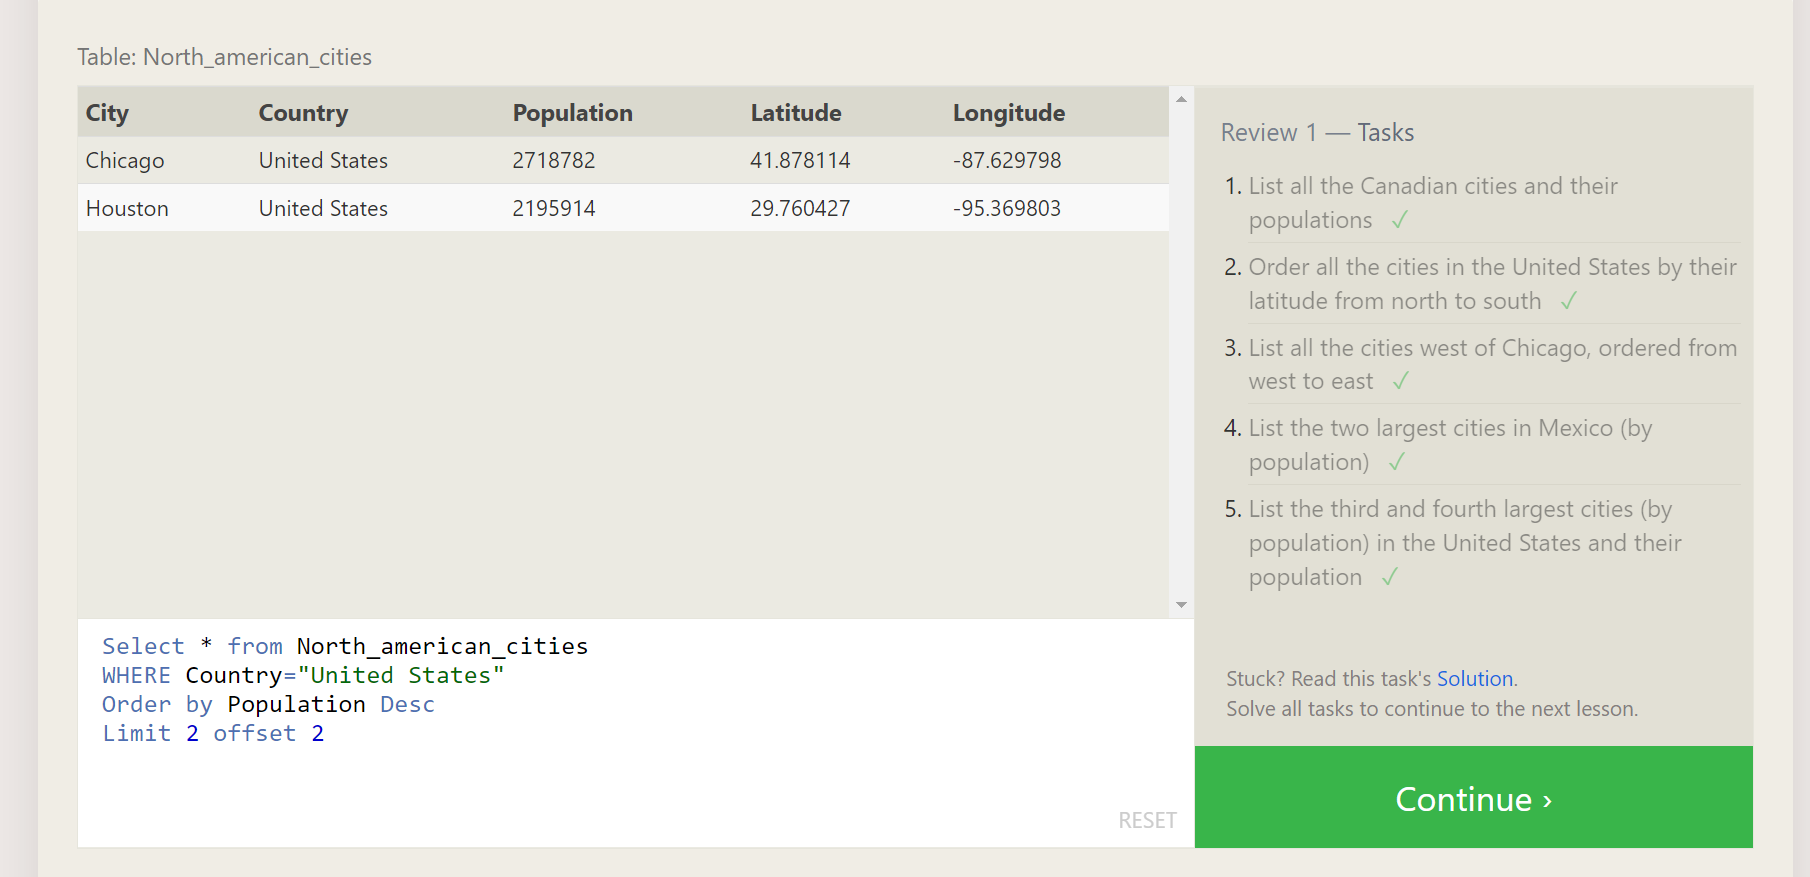 Table: North_american_cities
City Country Population Latitude Longitude
Chicago United States 2718782 41.878114 -87.629798
Houston United States 2195914 29.760427 -95.369803
Select * from North_american_cities
WHERE Country="United States"
Order by Population Desc
Limit 2 offset 2
RESET
Review 1 — Tasks
1. List all the Canadian cities and their
populations ✓
2. Order all the cities in the United States by their
latitude from north to south ✓
3. List all the cities west of Chicago, ordered from
west to east ✓
4. List the two largest cities in Mexico (by
population) ✓
5. List the third and fourth largest cities (by
population) in the United States and their
population ✓
Stuck? Read this task's Solution.
Solve all tasks to continue to the next lesson.
Continue ›